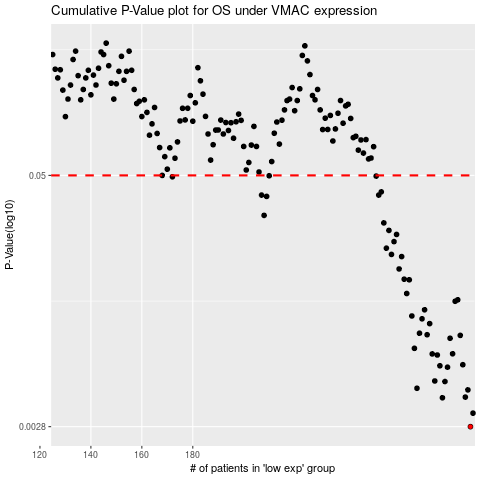 Cumulative P-Value plot for OS under VMAC expression
P-Value(log10)
0.05
0.0028
120 140 160 180
# of patients in 'low exp' group